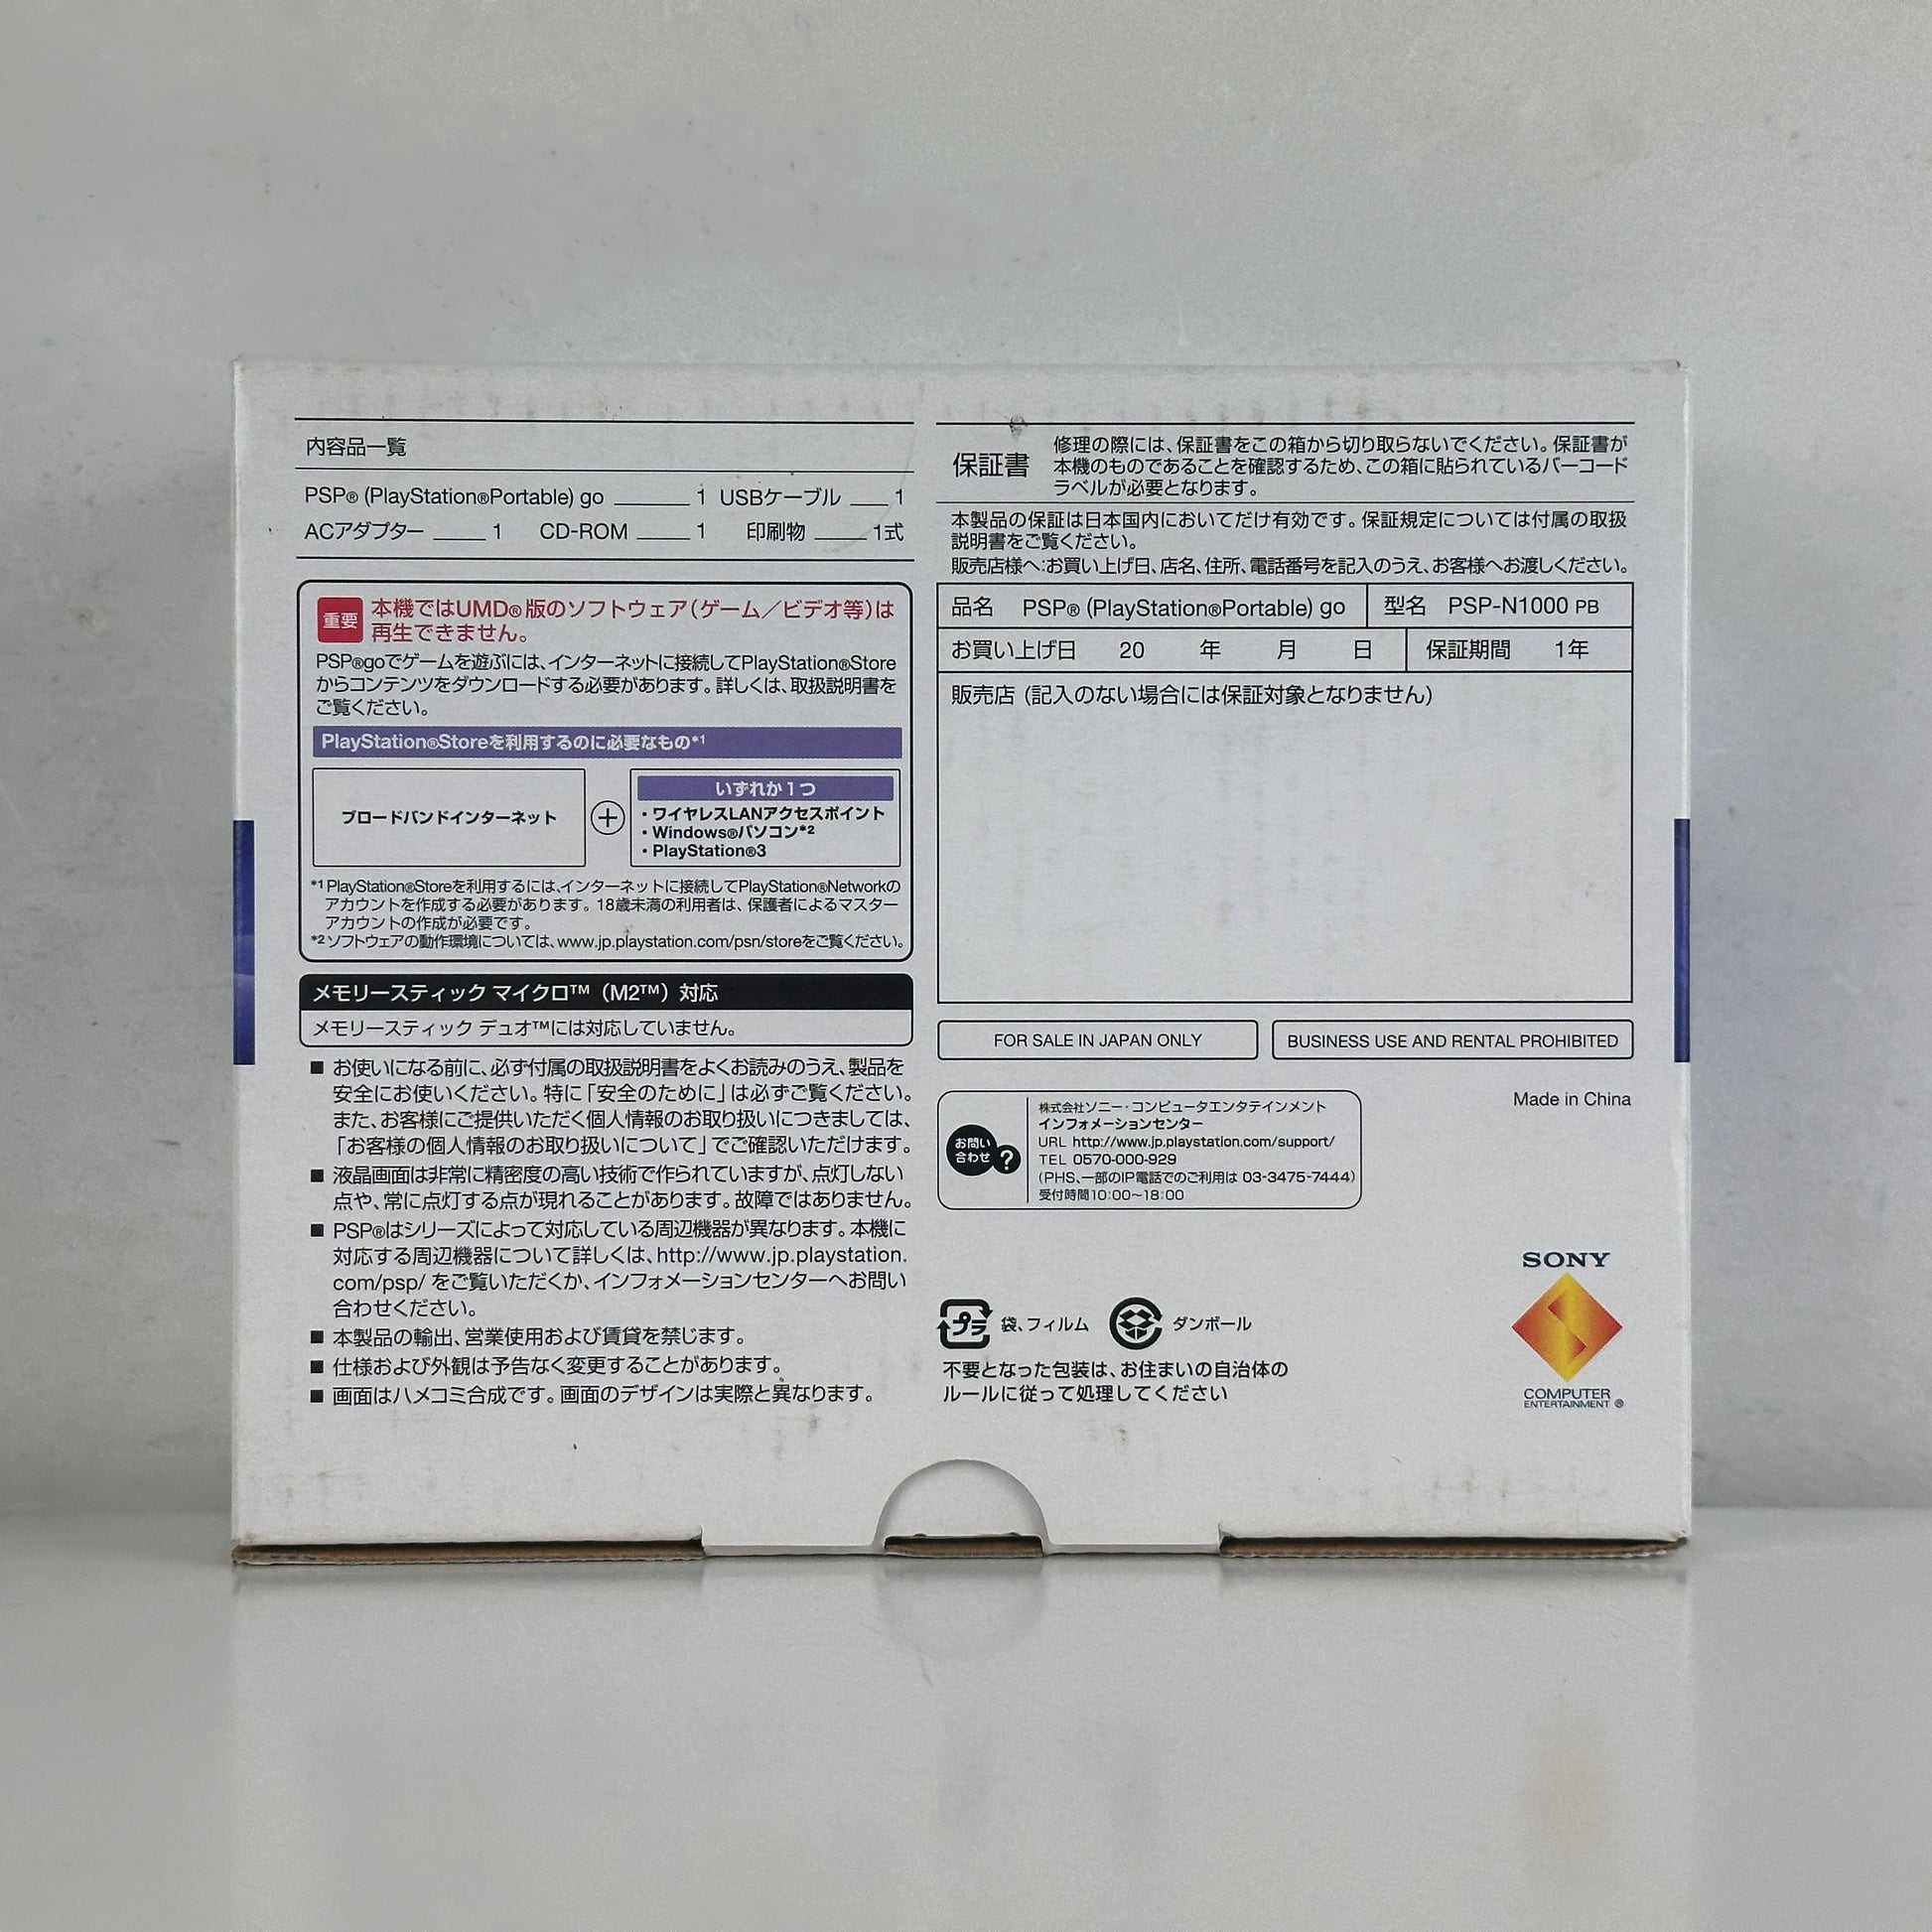 内容品一覧
PSP® (PlayStation®Portable) go 1 USBケーブル 1
ACアダプター 1 CD-ROM 1 印刷物 1式
重要
本機ではUMD®版のソフトウェア(ゲーム／ビデオ等)は
再生できません。
PSP®goでゲームを遊ぶには、インターネットに接続してPlayStation®Store
からコンテンツをダウンロードする必要があります。詳しくは、取扱説明書を
ご覧ください。
PlayStation®Storeを利用するのに必要なもの*1
ブロードバンドインターネット
+
いずれか1つ
・ワイヤレスLANアクセスポイント
・Windows®パソコン*2
・PlayStation®3
*1 PlayStation®Storeを利用するには、インターネットに接続してPlayStation®Networkの
アカウントを作成する必要があります。18歳未満の利用者は、保護者によるマスター
アカウントの作成が必要です。
*2 ソフトウェアの動作環境については、www.jp.playstation.com/psn/storeをご覧ください。
メモリースティック マイクロ™（M2™）対応
メモリースティック デュオ™には対応していません。
■ お使いになる前に、必ず付属の取扱説明書をよくお読みのうえ、製品を
安全にお使いください。特に「安全のために」は必ずご覧ください。
また、お客様にご提供いただく個人情報のお取り扱いにつきましては、
「お客様の個人情報のお取り扱いについて」でご確認いただけます。
■ 液晶画面は非常に精密度の高い技術で作られていますが、点灯しない
点や、常に点灯する点が現れることがあります。故障ではありません。
■ PSP®はシリーズによって対応している周辺機器が異なります。本機に
対応する周辺機器について詳しくは、http://www.jp.playstation.
com/psp/ をご覧いただくか、インフォメーションセンターへお問い
合わせください。
■ 本製品の輸出、営業使用および賃貸を禁じます。
■ 仕様および外観は予告なく変更することがあります。
■ 画面はハメコミ合成です。画面のデザインは実際と異なります。
保証書
修理の際には、保証書をこの箱から切り取らないでください。保証書が
本機のものであることを確認するため、この箱に貼られているバーコード
ラベルが必要となります。
本製品の保証は日本国内においてだけ有効です。保証規定については付属の取扱
説明書をご覧ください。
販売店様へ:お買い上げ日、店名、住所、電話番号を記入のうえ、お客様へお渡しください。
品名 PSP® (PlayStation®Portable) go 型名 PSP-N1000 PB
お買い上げ日 20 年 月 日 保証期間 1年
販売店 (記入のない場合には保証対象となりません)
FOR SALE IN JAPAN ONLY
BUSINESS USE AND RENTAL PROHIBITED
Made in China
お問い
合わせ
?
株式会社ソニー・コンピュータエンタテインメント
インフォメーションセンター
URL http://www.jp.playstation.com/support/
TEL 0570-000-929
(PHS、一部のIP電話でのご利用は 03-3475-7444)
受付時間10:00～18:00
プラ 袋、フィルム ダンボール
不要となった包装は、お住まいの自治体の
ルールに従って処理してください
SONY
COMPUTER
ENTERTAINMENT ®